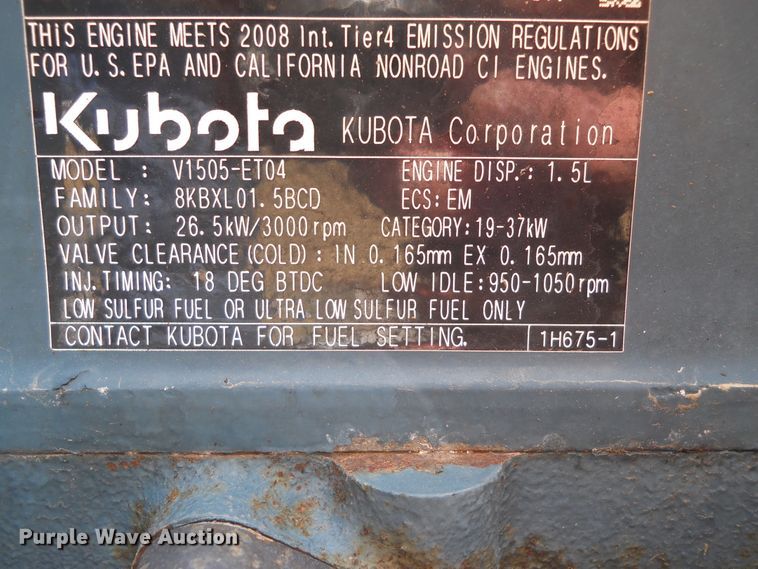 THIS ENGINE MEETS 2008 Int. Tier4 EMISSION REGULATIONS
FOR U.S.EPA AND CALIFORNIA NONROAD CI ENGINES.
Kubota KUBOTA Corporation
MODEL : V1505-ET04 ENGINE DISP.: 1.5L
FAMILY: 8KBXL01.5BCD ECS:EM
OUTPUT: 26.5kW/3000rpm CATEGORY:19-37kW
VALVE CLEARANCE(COLD): IN 0.165mm EX 0.165mm
INJ.TIMING: 18 DEG BTDC LOW IDLE:950-1050rpm
LOW SULFUR FUEL OR ULTRA LOW SULFUR FUEL ONLY
CONTACT KUBOTA FOR FUEL SETTING. 1H675-1
Purple Wave Auction